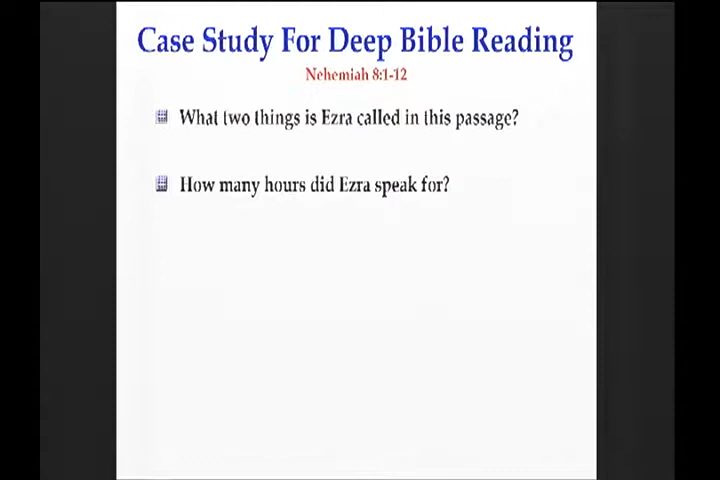 Case Study For Deep Bible Reading
Nehemiah 8:1-12
What two things is Ezra called in this passage?
How many hours did Ezra speak for?